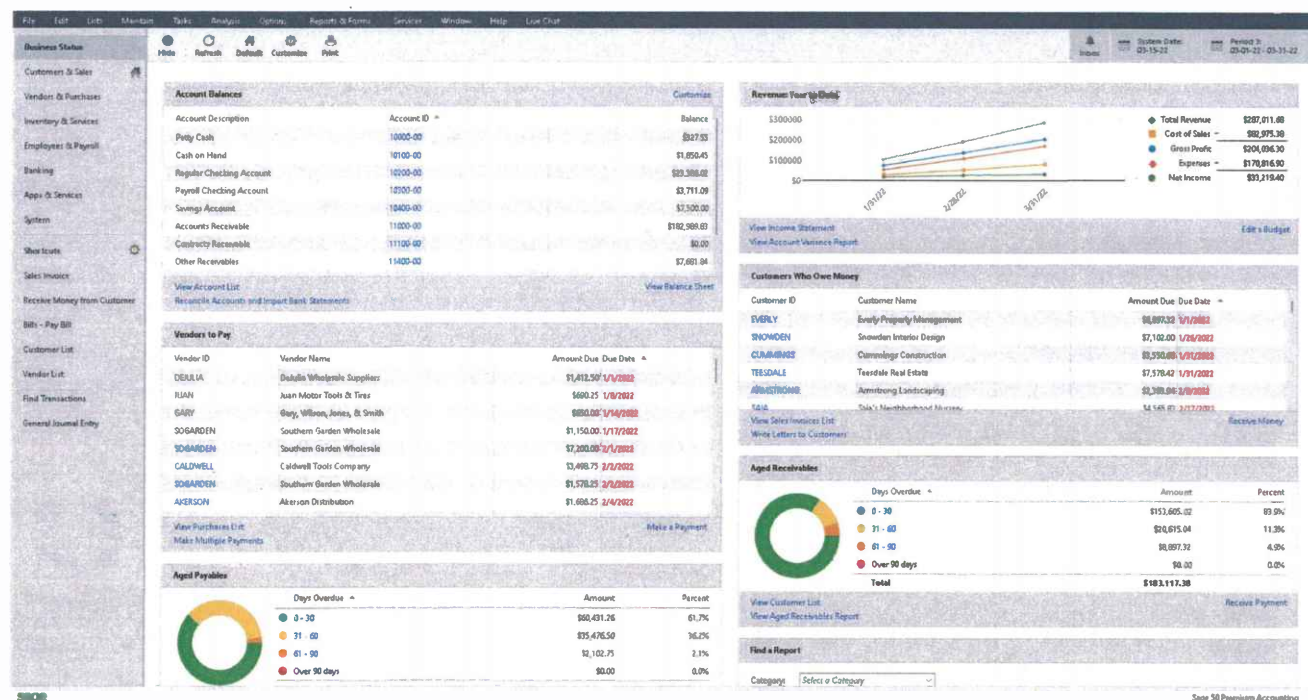 File Edit Lists Maintain Tasks Analysis Options Reports & Forms Services Window Help Live Chat
Business Status
Hide Refresh Default Customize Print
System Date: 03-15-22
Period 3: 03-01-22 - 03-31-22
Customers & Sales
Vendors & Purchases
Inventory & Services
Employees & Payroll
Banking
Apps & Services
System
Shortcuts
Sales Invoice
Receive Money from Customer
Bills - Pay Bill
Customer List
Vendor List
Find Transactions
General Journal Entry
Account Balances Customize
Account Description Account ID Balance
Petty Cash 10000-00 $327.55
Cash on Hand 10100-00 $1,850.45
Regular Checking Account 10200-00
Payroll Checking Account 10300-00 $3,711.09
Savings Account 10400-00 $7,500.00
Accounts Receivable 11000-00 $182,989.83
Contracts Receivable 11100-00 $0.00
Other Receivables 11400-00 $7,681.84
View Account List View Balance Sheet
Reconcile Accounts and Import Bank Statements
Vendors to Pay
Vendor ID Vendor Name Amount Due Due Date
Wholesale Suppliers $1,412.50 1/1/2022
Juan Motor Tools & Tires $660.25 1/8/2022
GARY Gary, Wilson, Jones, & Smith $650.00 1/14/2022
SOGARDEN Southern Garden Wholesale $1,150.00 1/17/2022
SOGARDEN Southern Garden Wholesale $7,200.00 2/1/2022
CALDWELL Caldwell Tools Company $3,498.75 2/2/2022
SOGARDEN Southern Garden Wholesale 2/2/2022
AKERSON Akerson Distribution 2/4/2022
View Purchases List Make a Payment
Make Multiple Payments
Aged Payables
Days Overdue Amount Percent
0 - 30 $60,431.26 61.7%
31 - 60 $35,476.50 36.2%
61 - 90 $2,102.75 2.1%
Over 90 days $0.00 0.0%
sage
Revenue: Year to Date
$300000
$200000
$100000
$0
1/31/22 2/28/22 3/31/22
Total Revenue $287,011.68
Cost of Sales - $82,975.38
Gross Profit $204,036.30
Expenses - $170,816.90
Net Income $33,219.40
View Income Statement Edit a Budget
View Account Variance Report
Customers Who Owe Money
Customer ID Customer Name Amount Due Due Date
EVERLY Everly Property Management $8,897.32 1/1/2022
SNOWDEN Snowden Interior Design $7,102.00 1/26/2022
CUMMINGS Cummings Construction 1/31/2022
TEESDALE Teesdale Real Estate $7,578.42 1/31/2022
ARMSTRONG Armstrong Landscaping
Neighborhood Nursery
View Sales Invoices List Receive Money
Write Letters to Customers
Aged Receivables
Days Overdue Amount Percent
0 - 30 $153,605.02 83.9%
31 - 60 $20,615.04 11.3%
61 - 90 $8,897.32 4.9%
Over 90 days $0.00 0.0%
Total $183,117.38
View Customer List Receive Payment
View Aged Receivables Report
Find a Report
Category: Select a Category
Sage 50 Premium Accounting